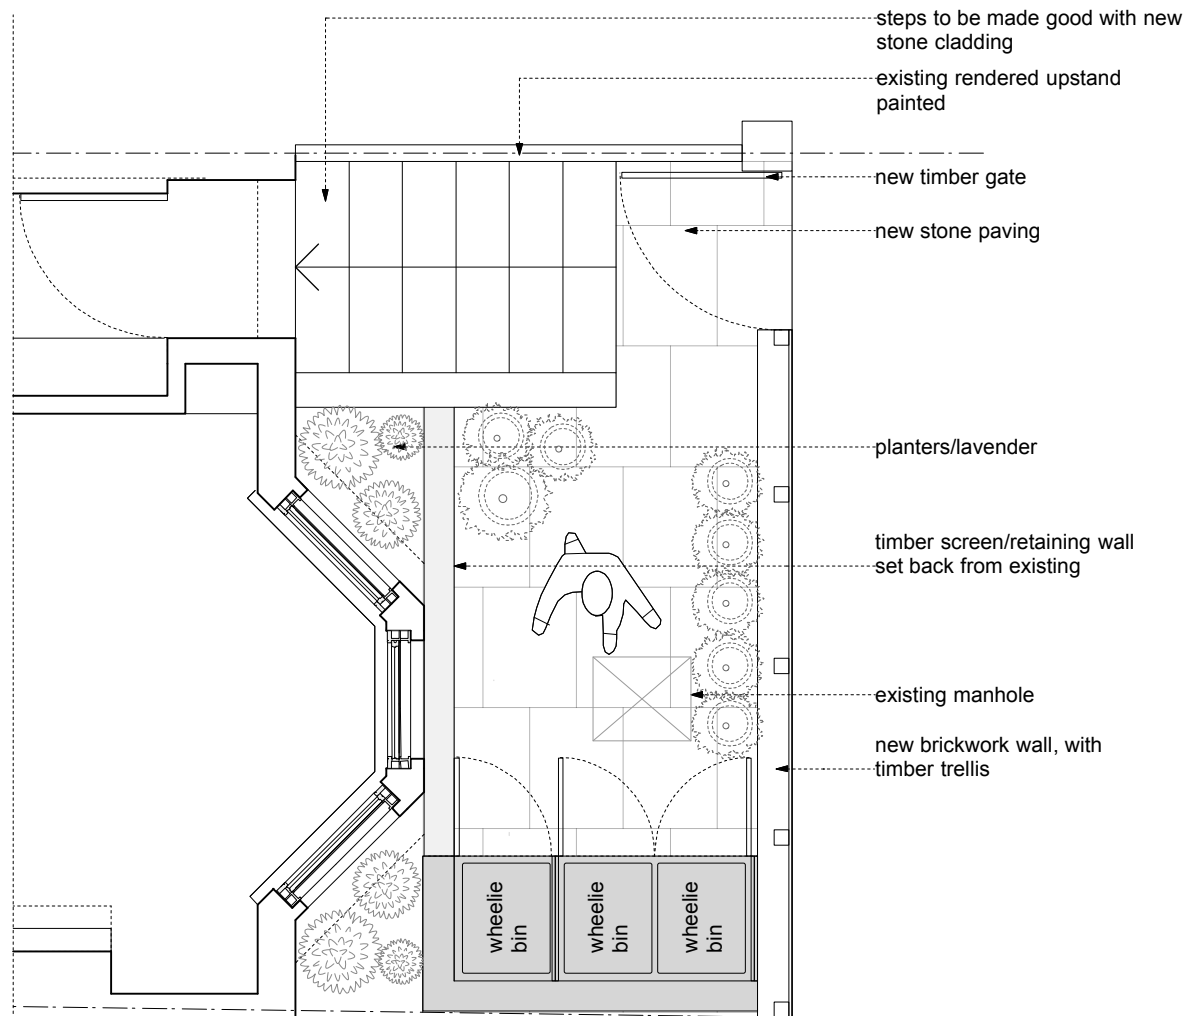 steps to be made good with new
stone cladding
existing rendered upstand
painted
new timber gate
new stone paving
planters/lavender
timber screen/retaining wall
set back from existing
existing manhole
new brickwork wall, with
timber trellis
wheelie
bin
wheelie
bin
wheelie
bin